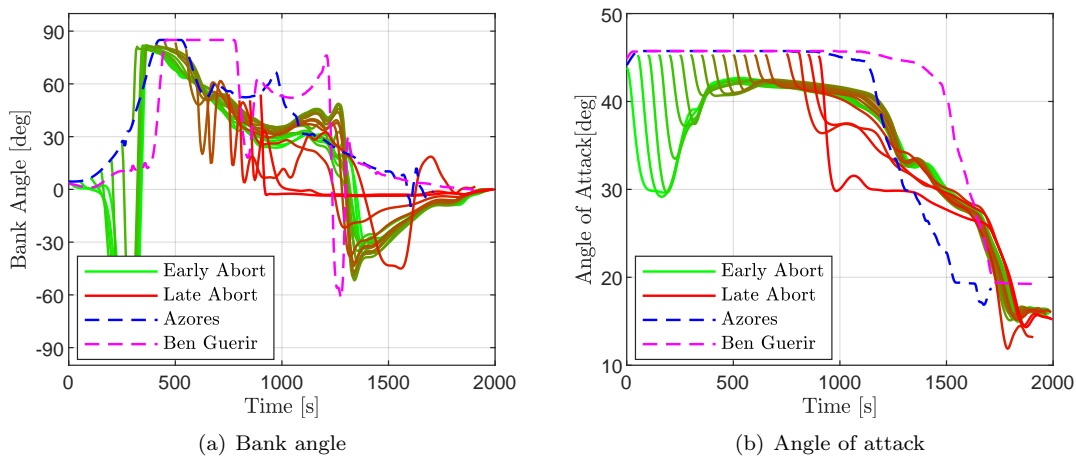 90
60
30
0
-30
-60
-90
Bank Angle [deg]
Early Abort
Late Abort
Azores
Ben Guerir
0
500
1000
1500
2000
Time [s]
(a) Bank angle
50
40
30
20
10
Angle of Attack[deg]
Early Abort
Late Abort
Azores
Ben Guerir
0
500
1000
1500
2000
Time [s]
(b) Angle of attack